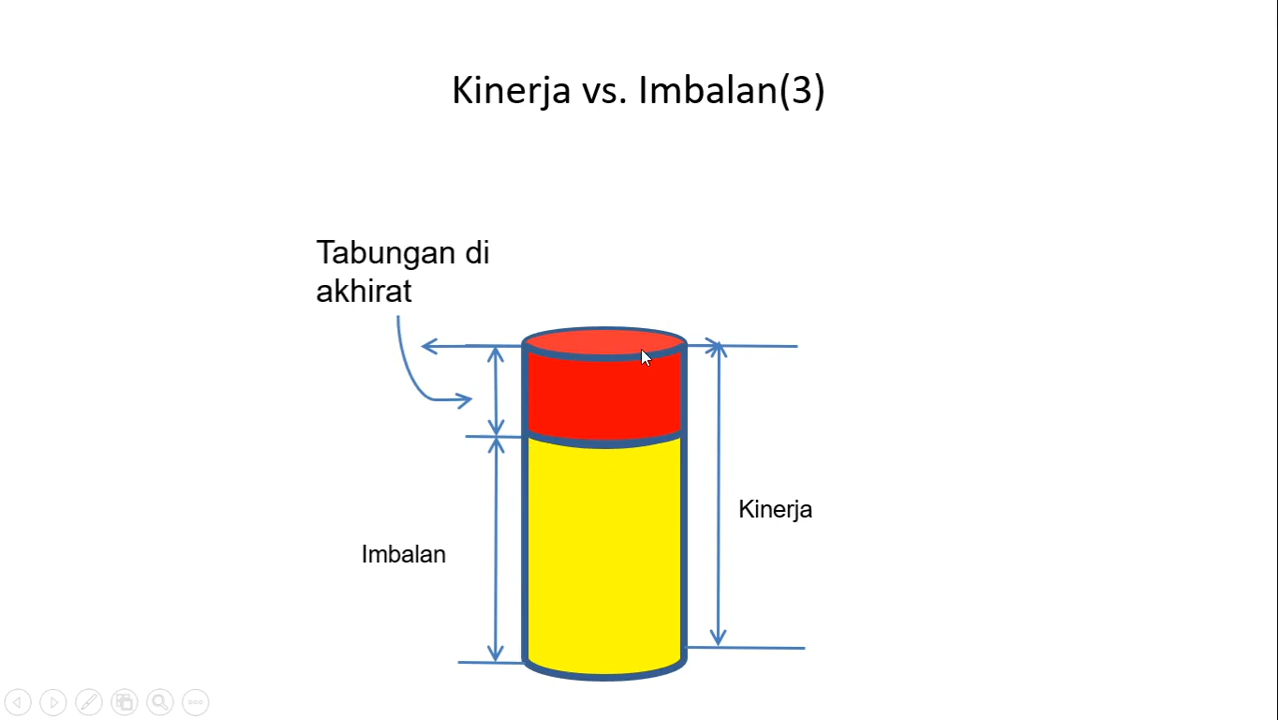 Kinerja vs. Imbalan(3)
Tabungan di
akhirat
Kinerja
Imbalan